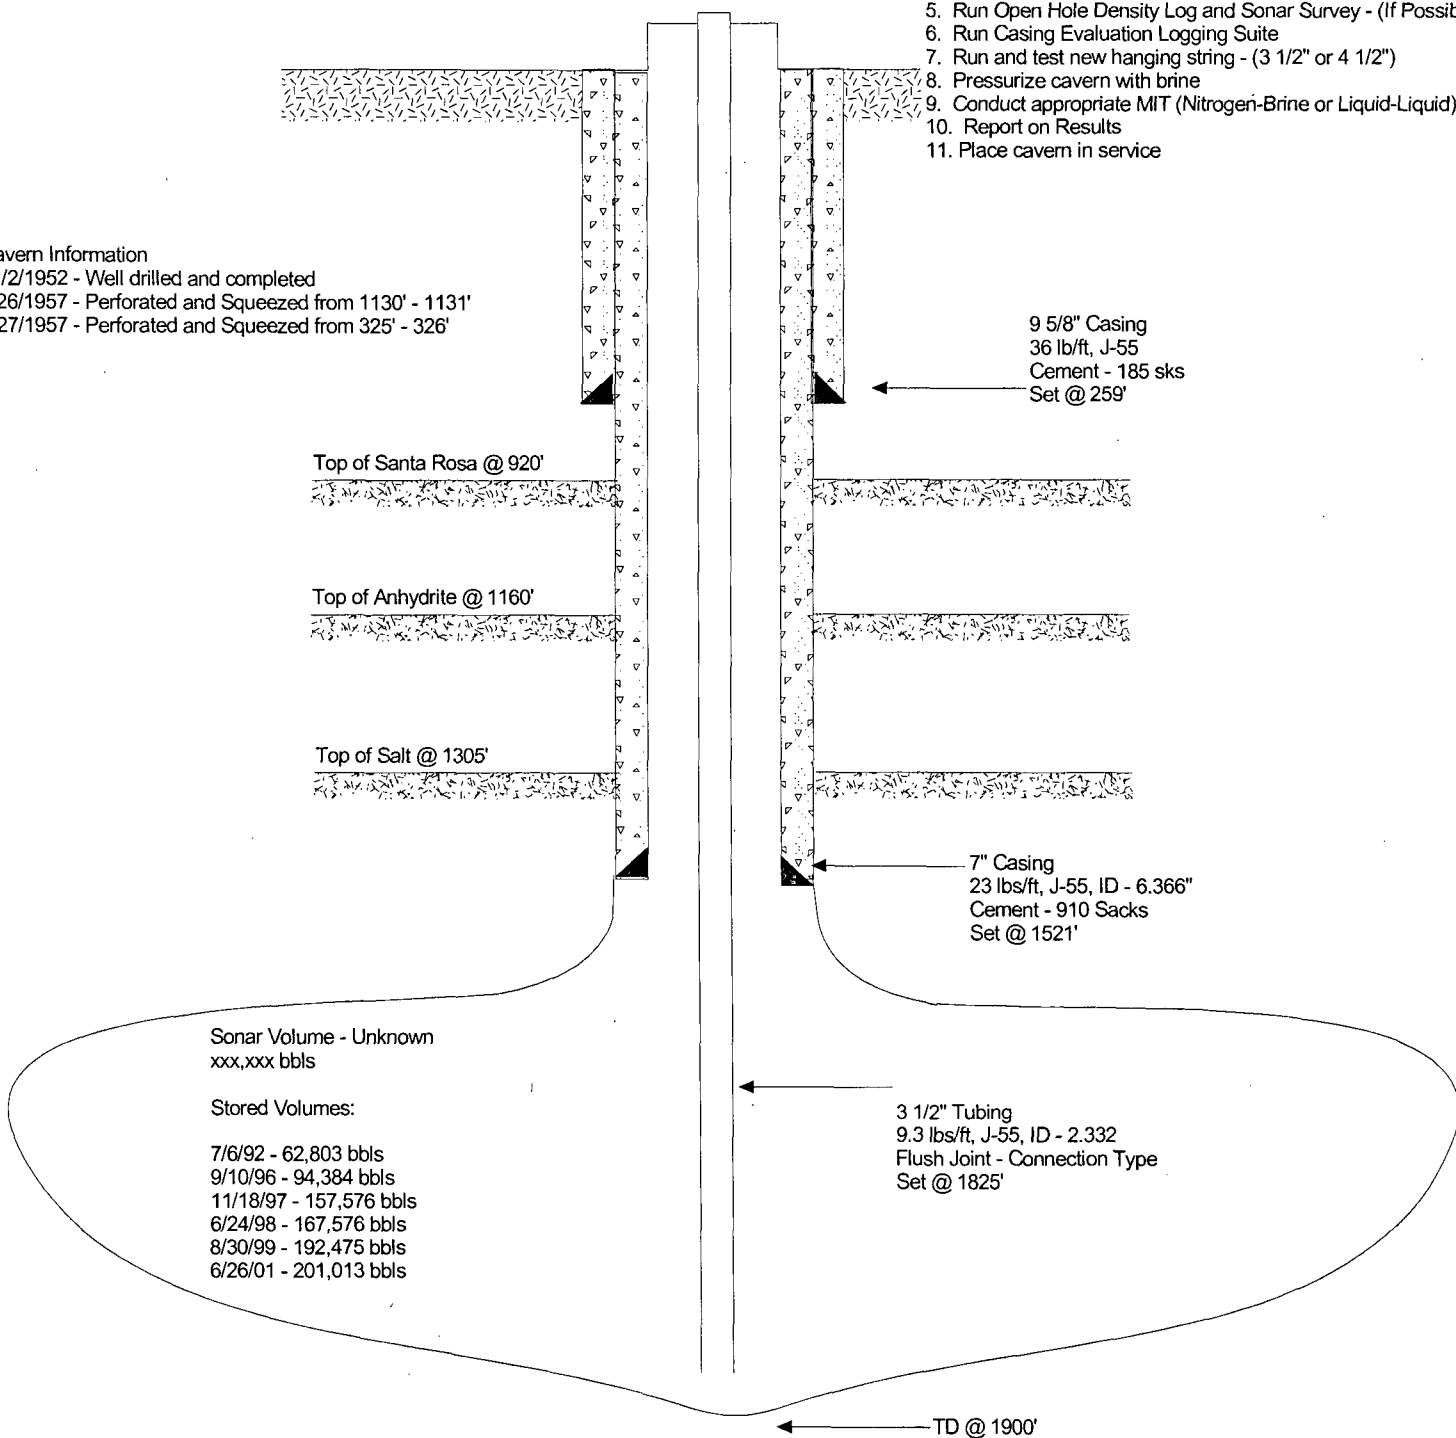 5. Run Open Hole Density Log and Sonar Survey - (If Possib
6. Run Casing Evaluation Logging Suite
7. Run and test new hanging string - (3 1/2" or 4 1/2")
8. Pressurize cavern with brine
9. Conduct appropriate MIT (Nitrogen-Brine or Liquid-Liquid)
10. Report on Results
11. Place cavern in service
avern Information
/2/1952 - Well drilled and completed
26/1957 - Perforated and Squeezed from 1130' - 1131'
27/1957 - Perforated and Squeezed from 325' - 326'
9 5/8" Casing
36 lb/ft, J-55
Cement - 185 sks
Set @ 259'
Top of Santa Rosa @ 920'
Top of Anhydrite @ 1160'
Top of Salt @ 1305'
7" Casing
23 lbs/ft, J-55, ID - 6.366"
Cement - 910 Sacks
Set @ 1521'
Sonar Volume - Unknown
xxx,xxx bbls
Stored Volumes:
7/6/92 - 62,803 bbls
9/10/96 - 94,384 bbls
11/18/97 - 157,576 bbls
6/24/98 - 167,576 bbls
8/30/99 - 192,475 bbls
6/26/01 - 201,013 bbls
3 1/2" Tubing
9.3 lbs/ft, J-55, ID - 2.332
Flush Joint - Connection Type
Set @ 1825'
TD @ 1900'